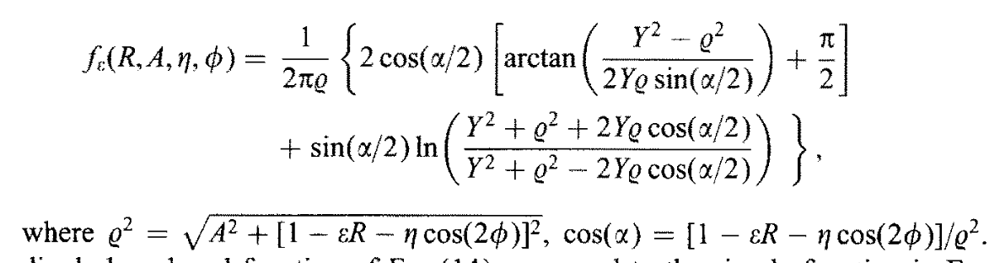 f_ε(R, A, η, ϕ) = 1/(2πϱ) { 2 cos(α/2) [ arctan( (Y² − ϱ²)/(2Yϱ sin(α/2)) ) + π/2 ]
+ sin(α/2) ln( (Y² + ϱ² + 2Yϱ cos(α/2))/(Y² + ϱ² − 2Yϱ cos(α/2)) ) },
where ϱ² = √(A² + [1 − εR − η cos(2ϕ)]²), cos(α) = [1 − εR − η cos(2ϕ)]/ϱ².